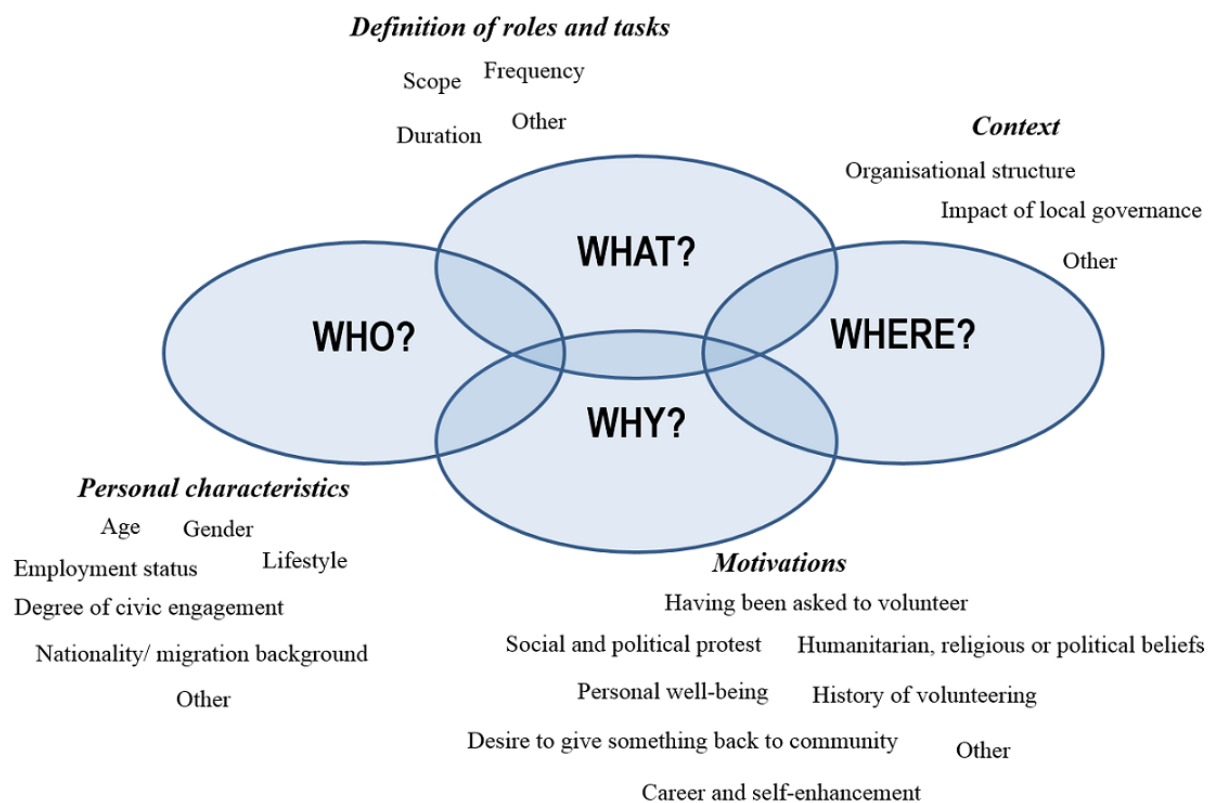 Definition of roles and tasks
Scope
Frequency
Duration
Other
Context
Organisational structure
Impact of local governance
Other
WHAT?
WHO?
WHERE?
WHY?
Personal characteristics
Age
Gender
Employment status
Lifestyle
Degree of civic engagement
Nationality/ migration background
Other
Motivations
Having been asked to volunteer
Social and political protest
Humanitarian, religious or political beliefs
Personal well-being
History of volunteering
Desire to give something back to community
Other
Career and self-enhancement